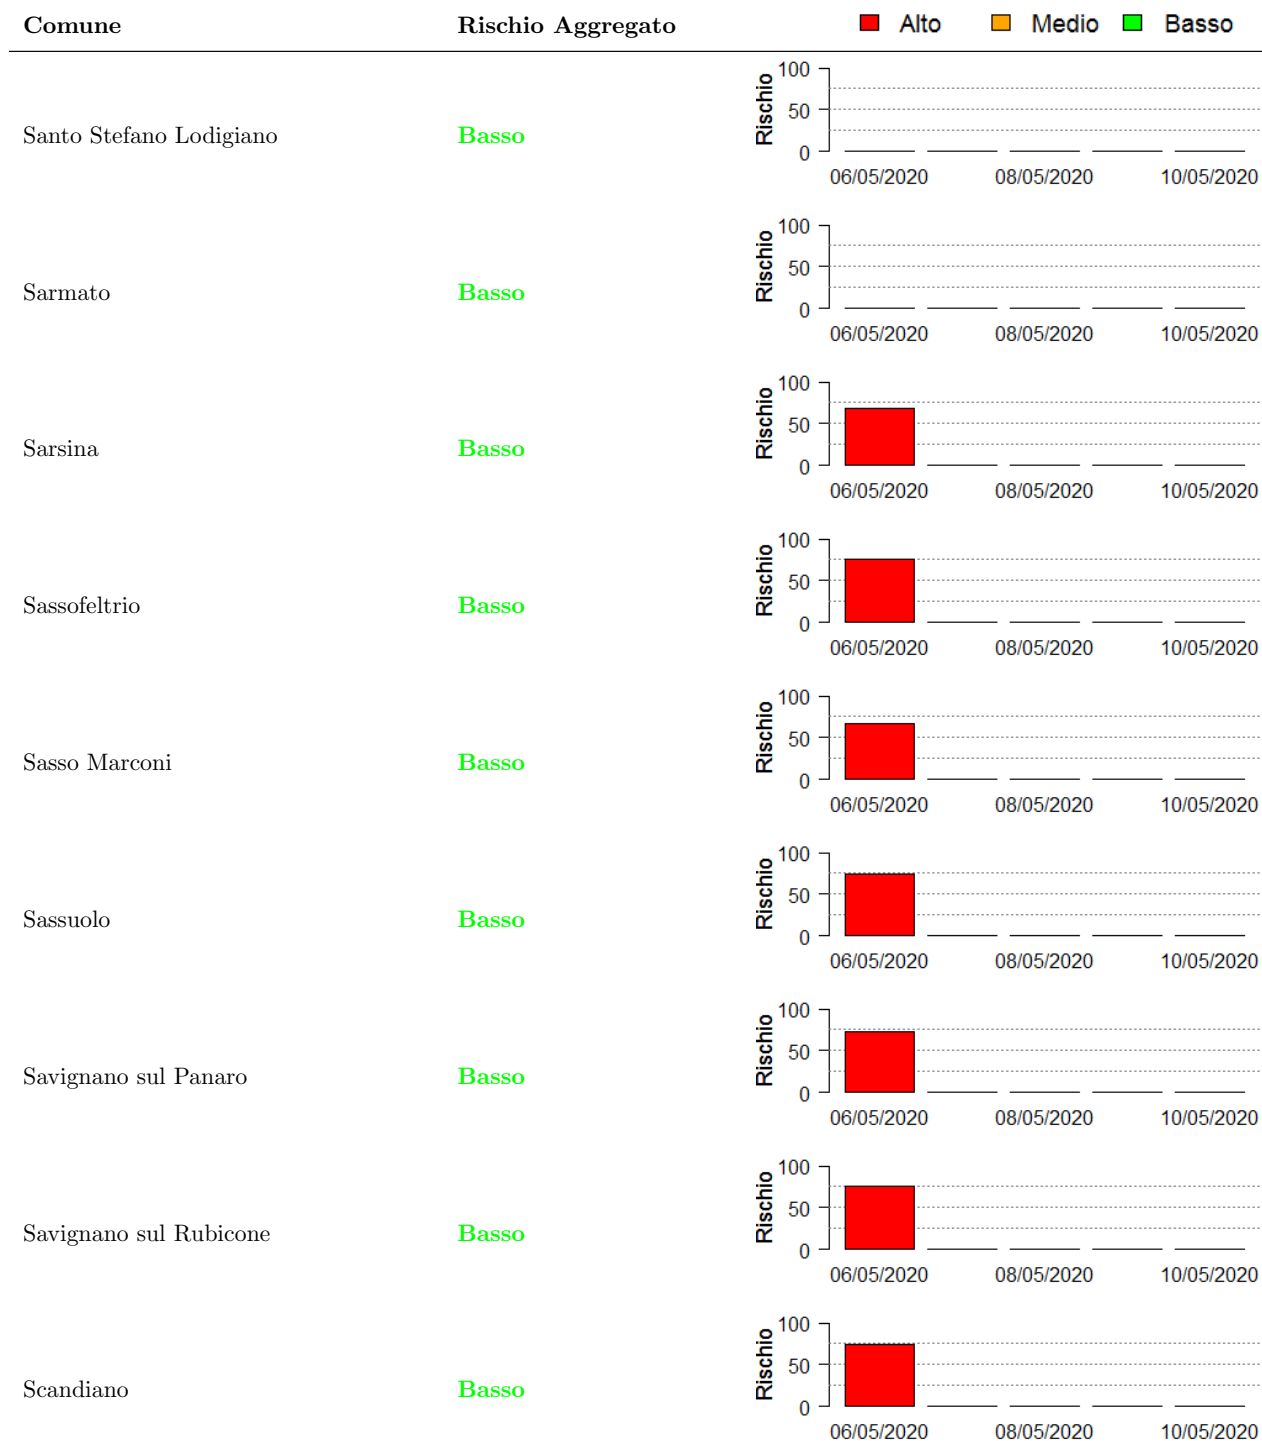 Comune Rischio Aggregato Alto Medio Basso
100
50
0
Rischio
Santo Stefano Lodigiano Basso
06/05/2020 08/05/2020 10/05/2020
100
50
0
Rischio
Sarmato Basso
06/05/2020 08/05/2020 10/05/2020
100
50
0
Rischio
Sarsina Basso
06/05/2020 08/05/2020 10/05/2020
100
50
0
Rischio
Sassofeltrio Basso
06/05/2020 08/05/2020 10/05/2020
100
50
0
Rischio
Sasso Marconi Basso
06/05/2020 08/05/2020 10/05/2020
100
50
0
Rischio
Sassuolo Basso
06/05/2020 08/05/2020 10/05/2020
100
50
0
Rischio
Savignano sul Panaro Basso
06/05/2020 08/05/2020 10/05/2020
100
50
0
Rischio
Savignano sul Rubicone Basso
06/05/2020 08/05/2020 10/05/2020
100
50
0
Rischio
Scandiano Basso
06/05/2020 08/05/2020 10/05/2020